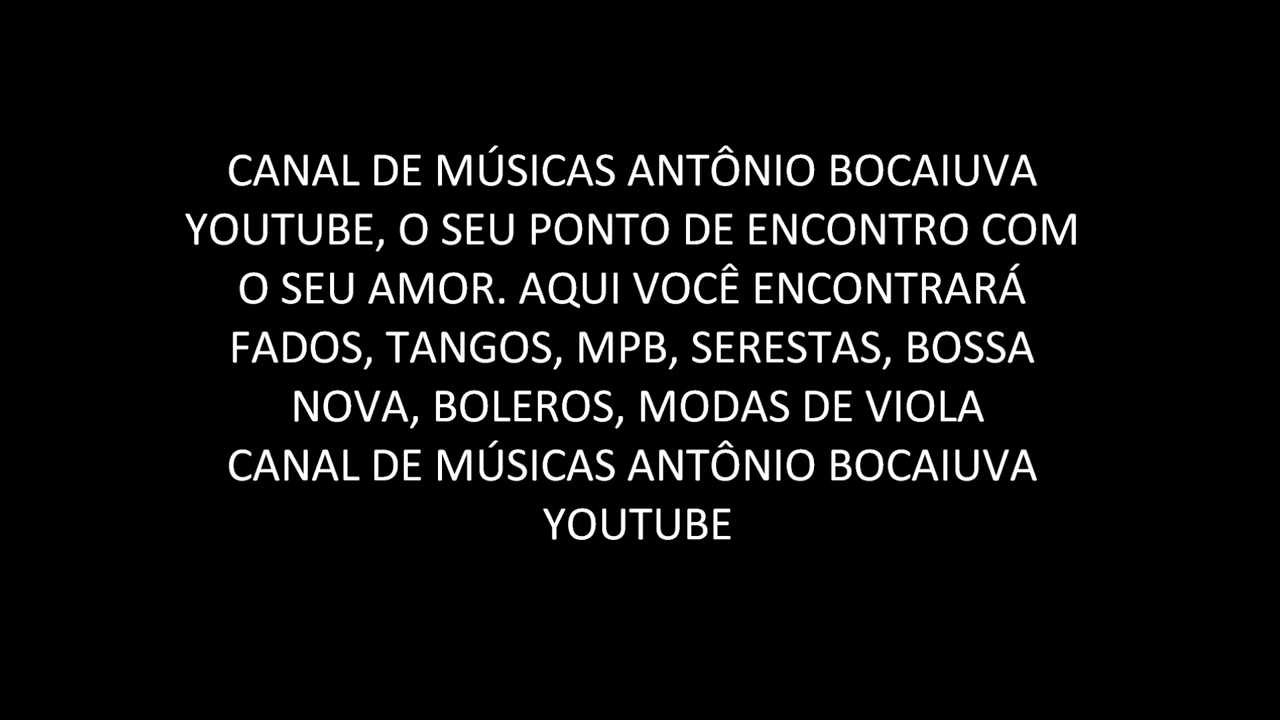 CANAL DE MÚSICAS ANTÔNIO BOCAIUVA
YOUTUBE, O SEU PONTO DE ENCONTRO COM
O SEU AMOR. AQUI VOCÊ ENCONTRARÁ
FADOS, TANGOS, MPB, SERESTAS, BOSSA
NOVA, BOLEROS, MODAS DE VIOLA
CANAL DE MÚSICAS ANTÔNIO BOCAIUVA
YOUTUBE